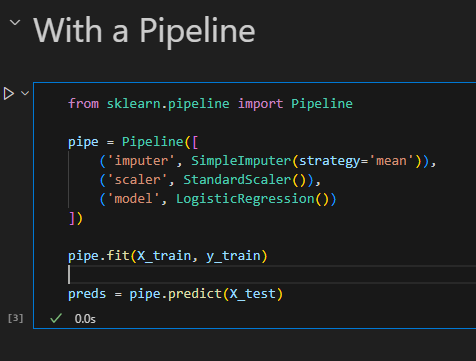 With a Pipeline
from sklearn.pipeline import Pipeline
pipe = Pipeline([
    ('imputer', SimpleImputer(strategy='mean')),
    ('scaler', StandardScaler()),
    ('model', LogisticRegression())
])
pipe.fit(X_train, y_train)
preds = pipe.predict(X_test)
[3] 0.0s